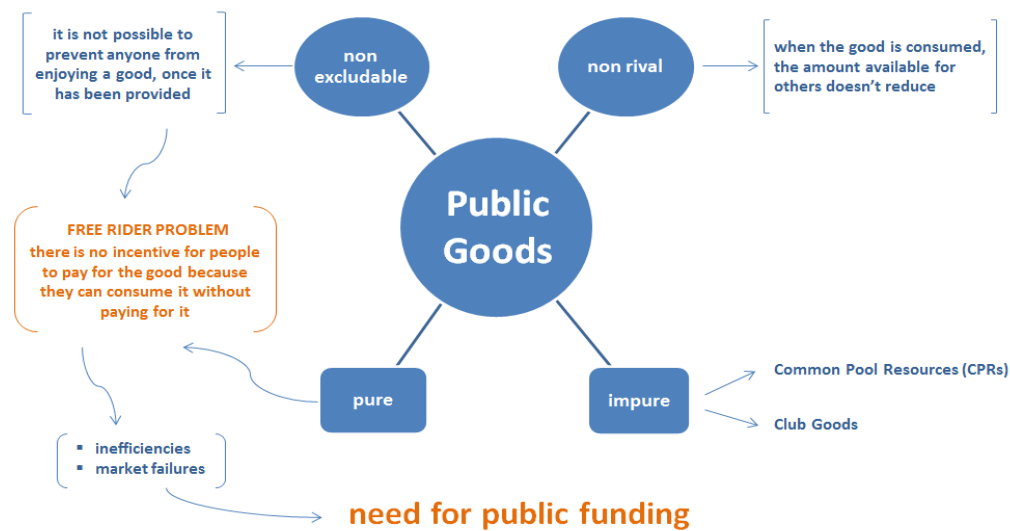 it is not possible to
prevent anyone from
enjoying a good, once it
has been provided
non
excludable
non rival
when the good is consumed,
the amount available for
others doesn't reduce
Public
Goods
FREE RIDER PROBLEM
there is no incentive for people
to pay for the good because
they can consume it without
paying for it
pure
impure
Common Pool Resources (CPRs)
Club Goods
▪ inefficiencies
▪ market failures
need for public funding